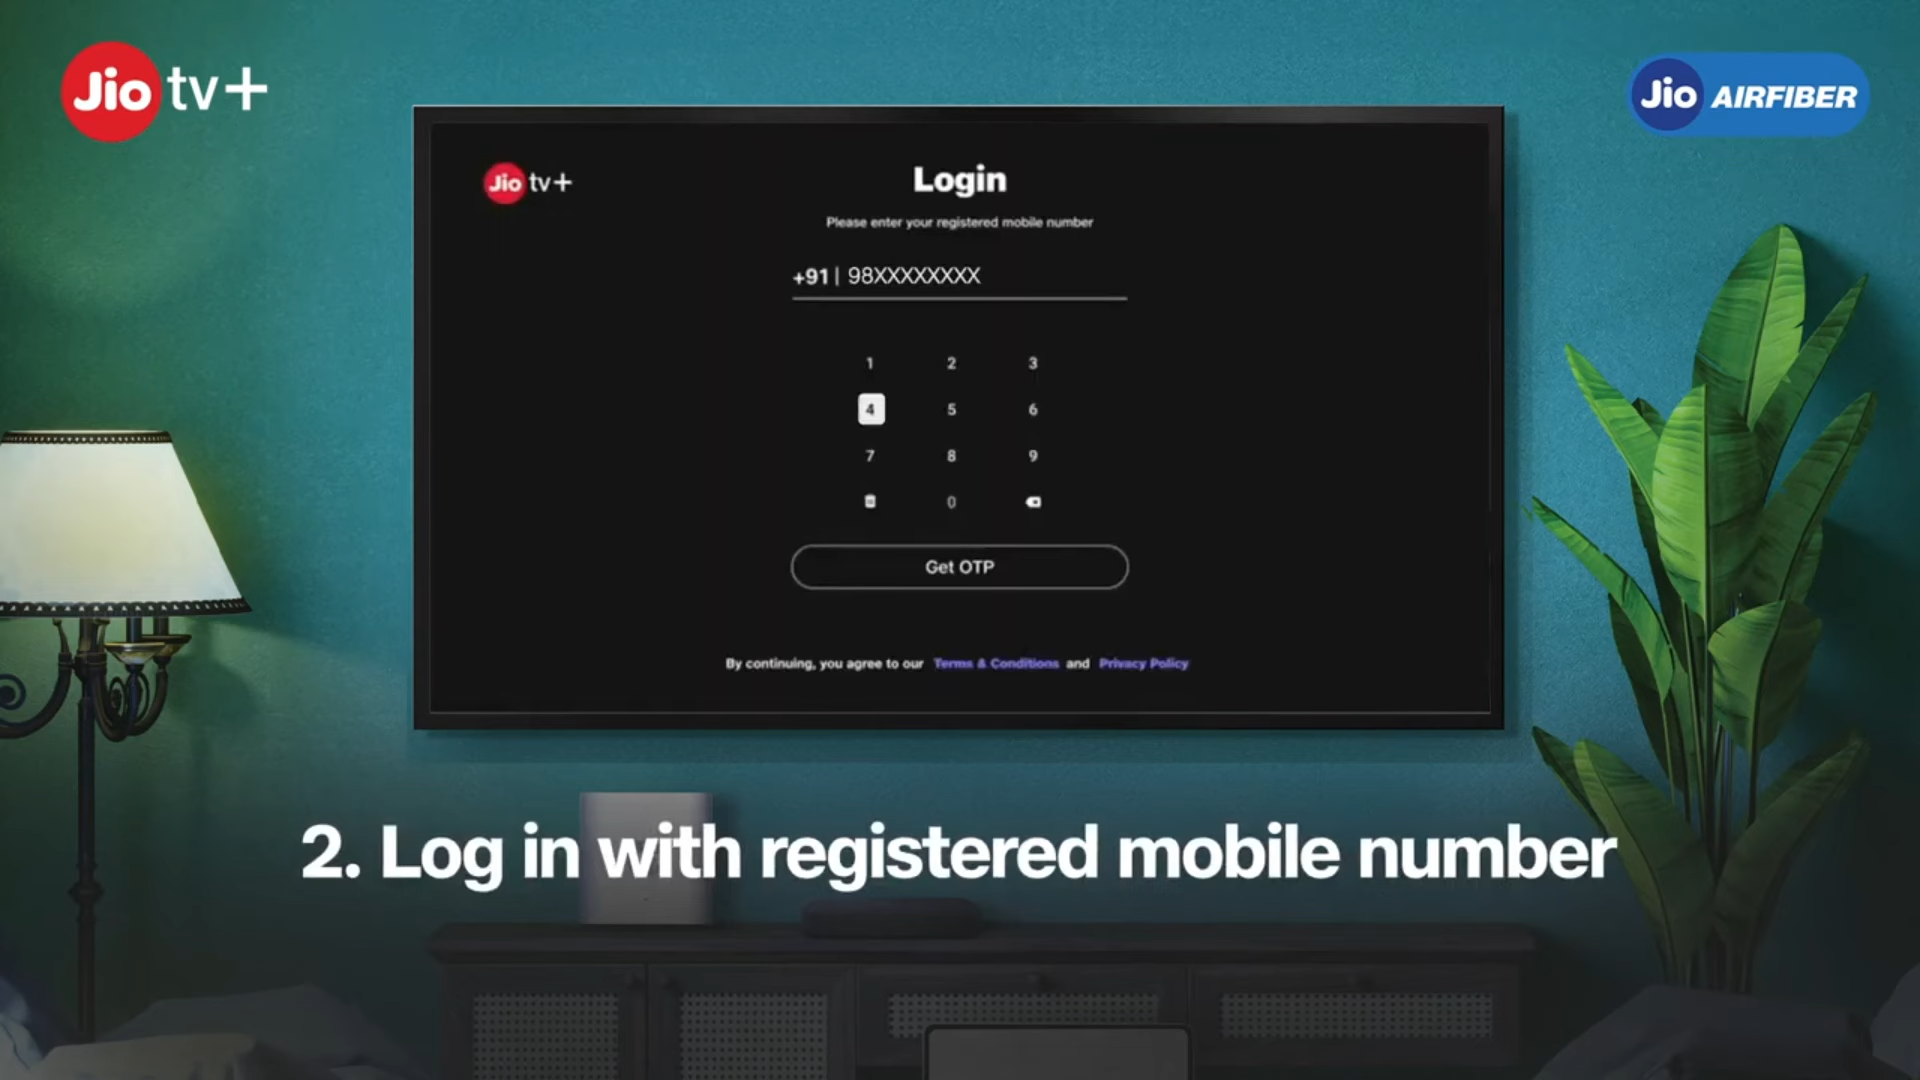 Jio tv+
Jio AIRFIBER
Jio tv+
Login
Please enter your registered mobile number
+91 | 98XXXXXXXX
1 2 3
4 5 6
7 8 9
0
Get OTP
By continuing, you agree to our Terms & Conditions and Privacy Policy
2. Log in with registered mobile number